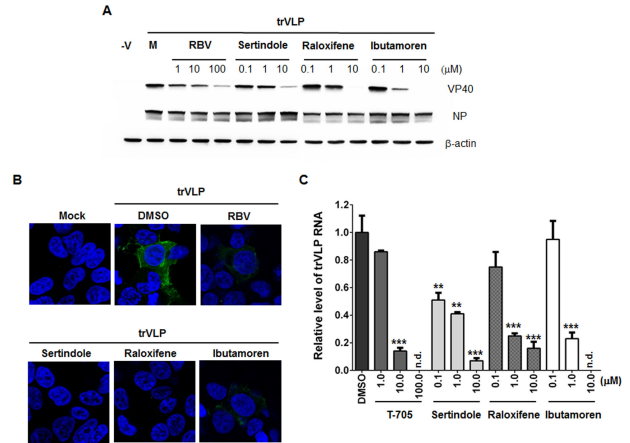 A
trVLP
-V M RBV Sertindole Raloxifene Ibutamoren
1 10 100 0.1 1 10 0.1 1 10 0.1 1 10 (μM)
VP40
NP
β-actin
B
trVLP
Mock DMSO RBV
trVLP
Sertindole Raloxifene Ibutamoren
C
Relative level of trVLP RNA
1.2
1.0
0.8
0.6
0.4
0.2
0.0
*** ** ** *** *** *** ***
n.d. n.d.
DMSO 1.0 10.0 100.0 0.1 1.0 10.0 0.1 1.0 10.0 0.1 1.0 10.0 (μM)
T-705 Sertindole Raloxifene Ibutamoren